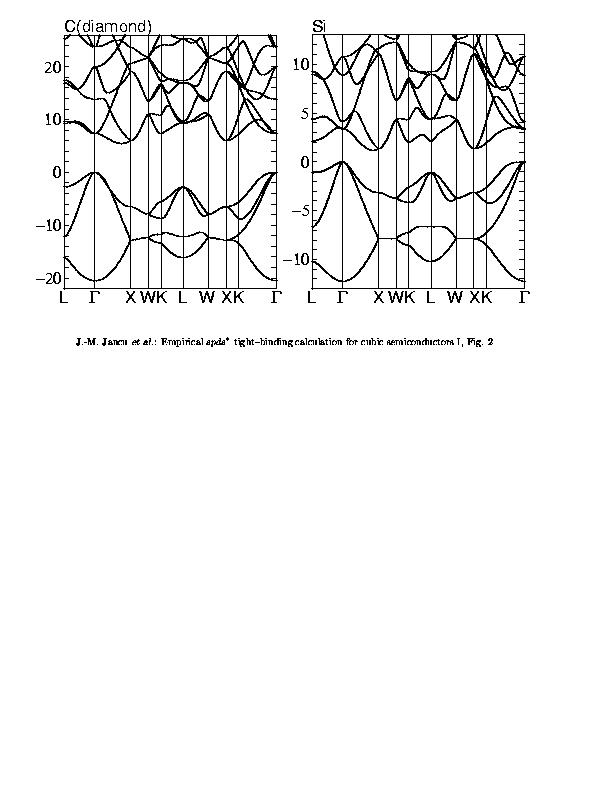 C(diamond)
20
10
0
−10
−20
L Γ X W K L W X K Γ
Si
10
5
0
−5
−10
L Γ X W K L W X K Γ
J.-M. Jancu et al.: Empirical spds* tight-binding calculation for cubic semiconductors I, Fig. 2